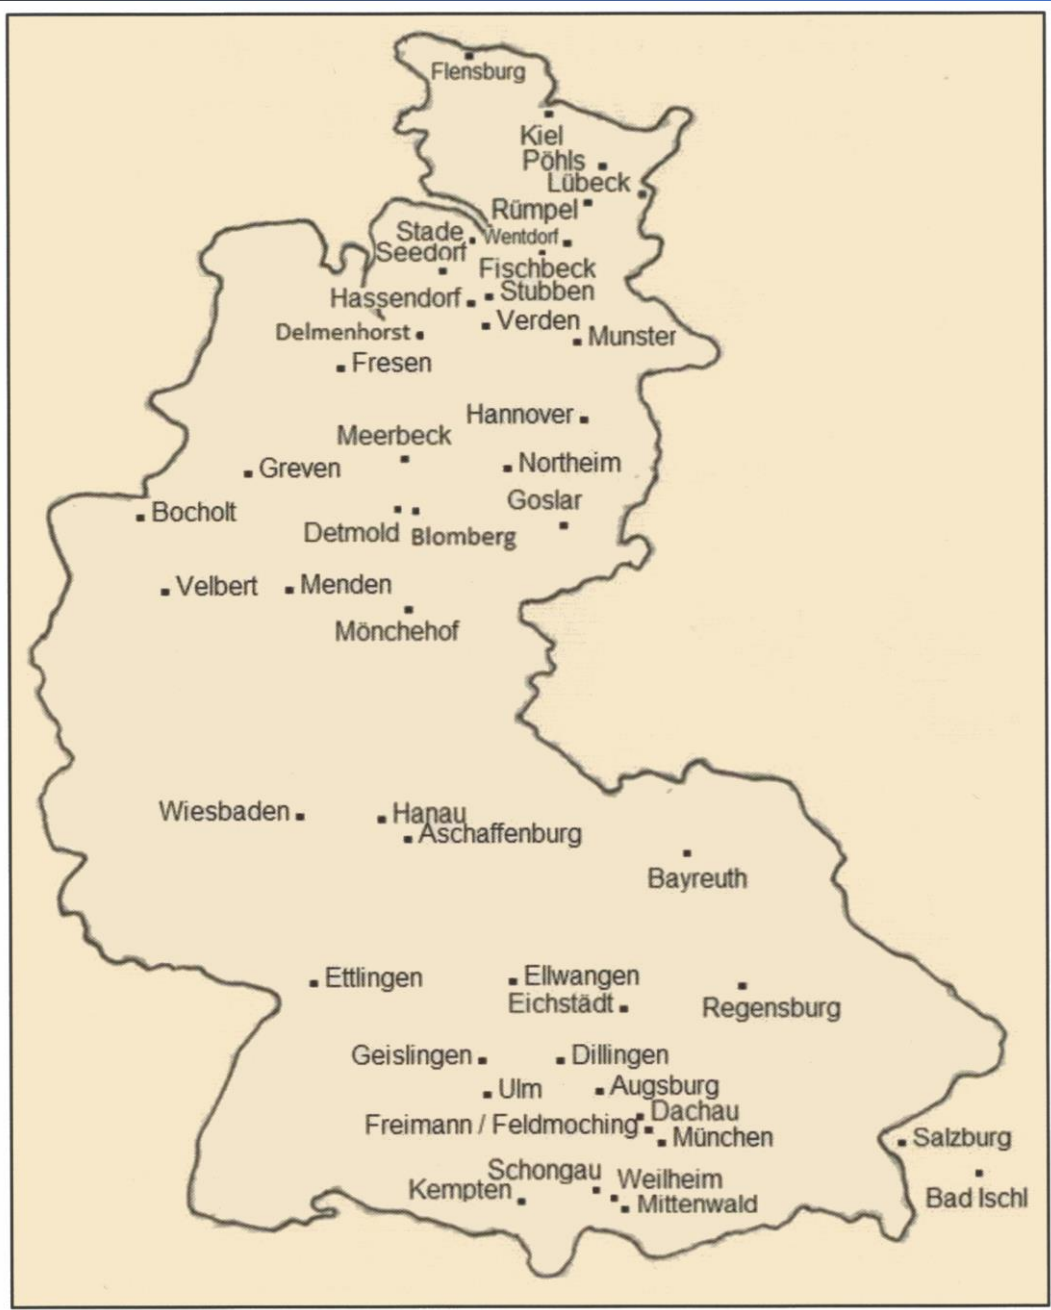 Flensburg
Kiel
Pöhls
Lübeck
Rümpel
Stade
Wentdorf
Seedorf
Fischbeck
Stubben
Hassendorf
Verden
Delmenhorst
Munster
Fresen
Hannover
Meerbeck
Northeim
Greven
Goslar
Bocholt
Detmold
Blomberg
Velbert
Menden
Mönchehof
Wiesbaden
Hanau
Aschaffenburg
Bayreuth
Ettlingen
Ellwangen
Eichstädt
Regensburg
Geislingen
Dillingen
Ulm
Augsburg
Dachau
Freimann / Feldmoching
München
Salzburg
Schongau
Weilheim
Kempten
Bad Ischl
Mittenwald